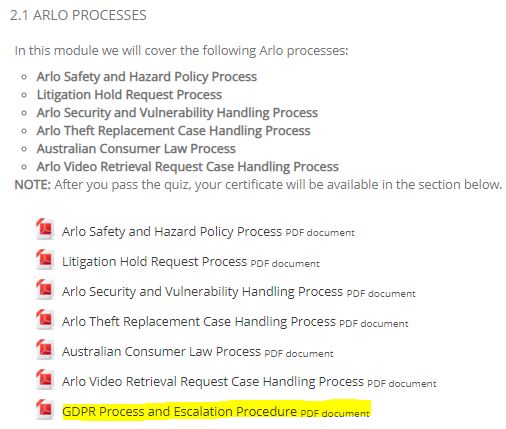 2.1 ARLO PROCESSES
In this module we will cover the following Arlo processes:
Arlo Safety and Hazard Policy Process
Litigation Hold Request Process
Arlo Security and Vulnerability Handling Process
Arlo Theft Replacement Case Handling Process
Australian Consumer Law Process
Arlo Video Retrieval Request Case Handling Process
NOTE: After you pass the quiz, your certificate will be available in the section below.
Arlo Safety and Hazard Policy Process PDF document
Litigation Hold Request Process PDF document
Arlo Security and Vulnerability Handling Process PDF document
Arlo Theft Replacement Case Handling Process PDF document
Australian Consumer Law Process PDF document
Arlo Video Retrieval Request Case Handling Process PDF document
GDPR Process and Escalation Procedure PDF document